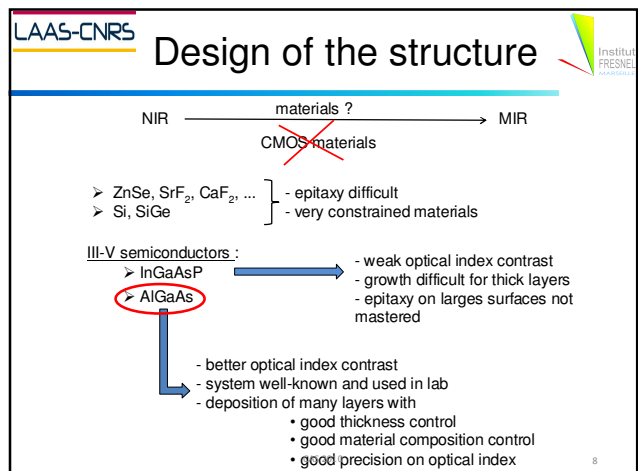 LAAS-CNRS
Design of the structure
Institut
FRESNEL
MARSEILLE
materials ?
NIR
MIR
CMOS materials
➢ ZnSe, SrF₂, CaF₂, ...
- epitaxy difficult
➢ Si, SiGe
- very constrained materials
III-V semiconductors :
➢ InGaAsP
➢ AlGaAs
- weak optical index contrast
- growth difficult for thick layers
- epitaxy on larges surfaces not
mastered
- better optical index contrast
- system well-known and used in lab
- deposition of many layers with
• good thickness control
• good material composition control
• good precision on optical index
8